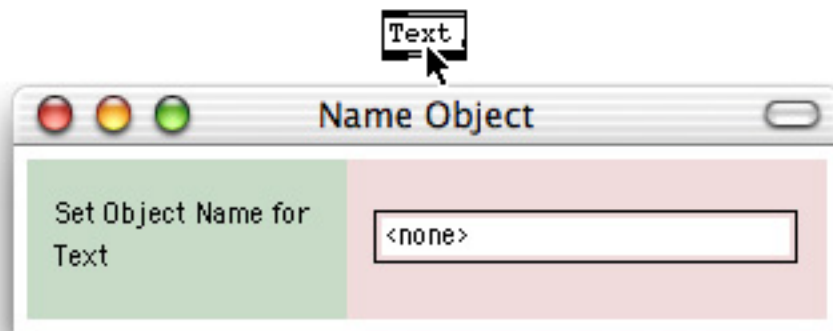 Text
Name Object
Set Object Name for
Text
<none>